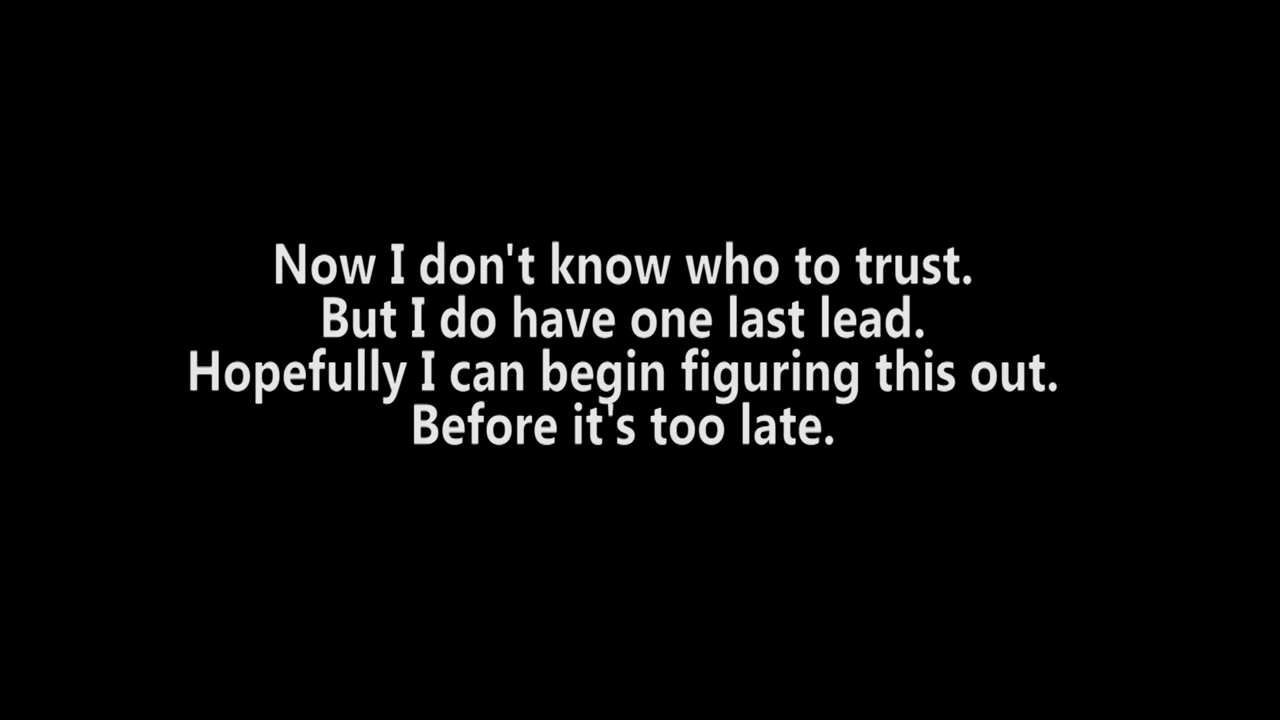 Now I don't know who to trust.
But I do have one last lead.
Hopefully I can begin figuring this out.
Before it's too late.